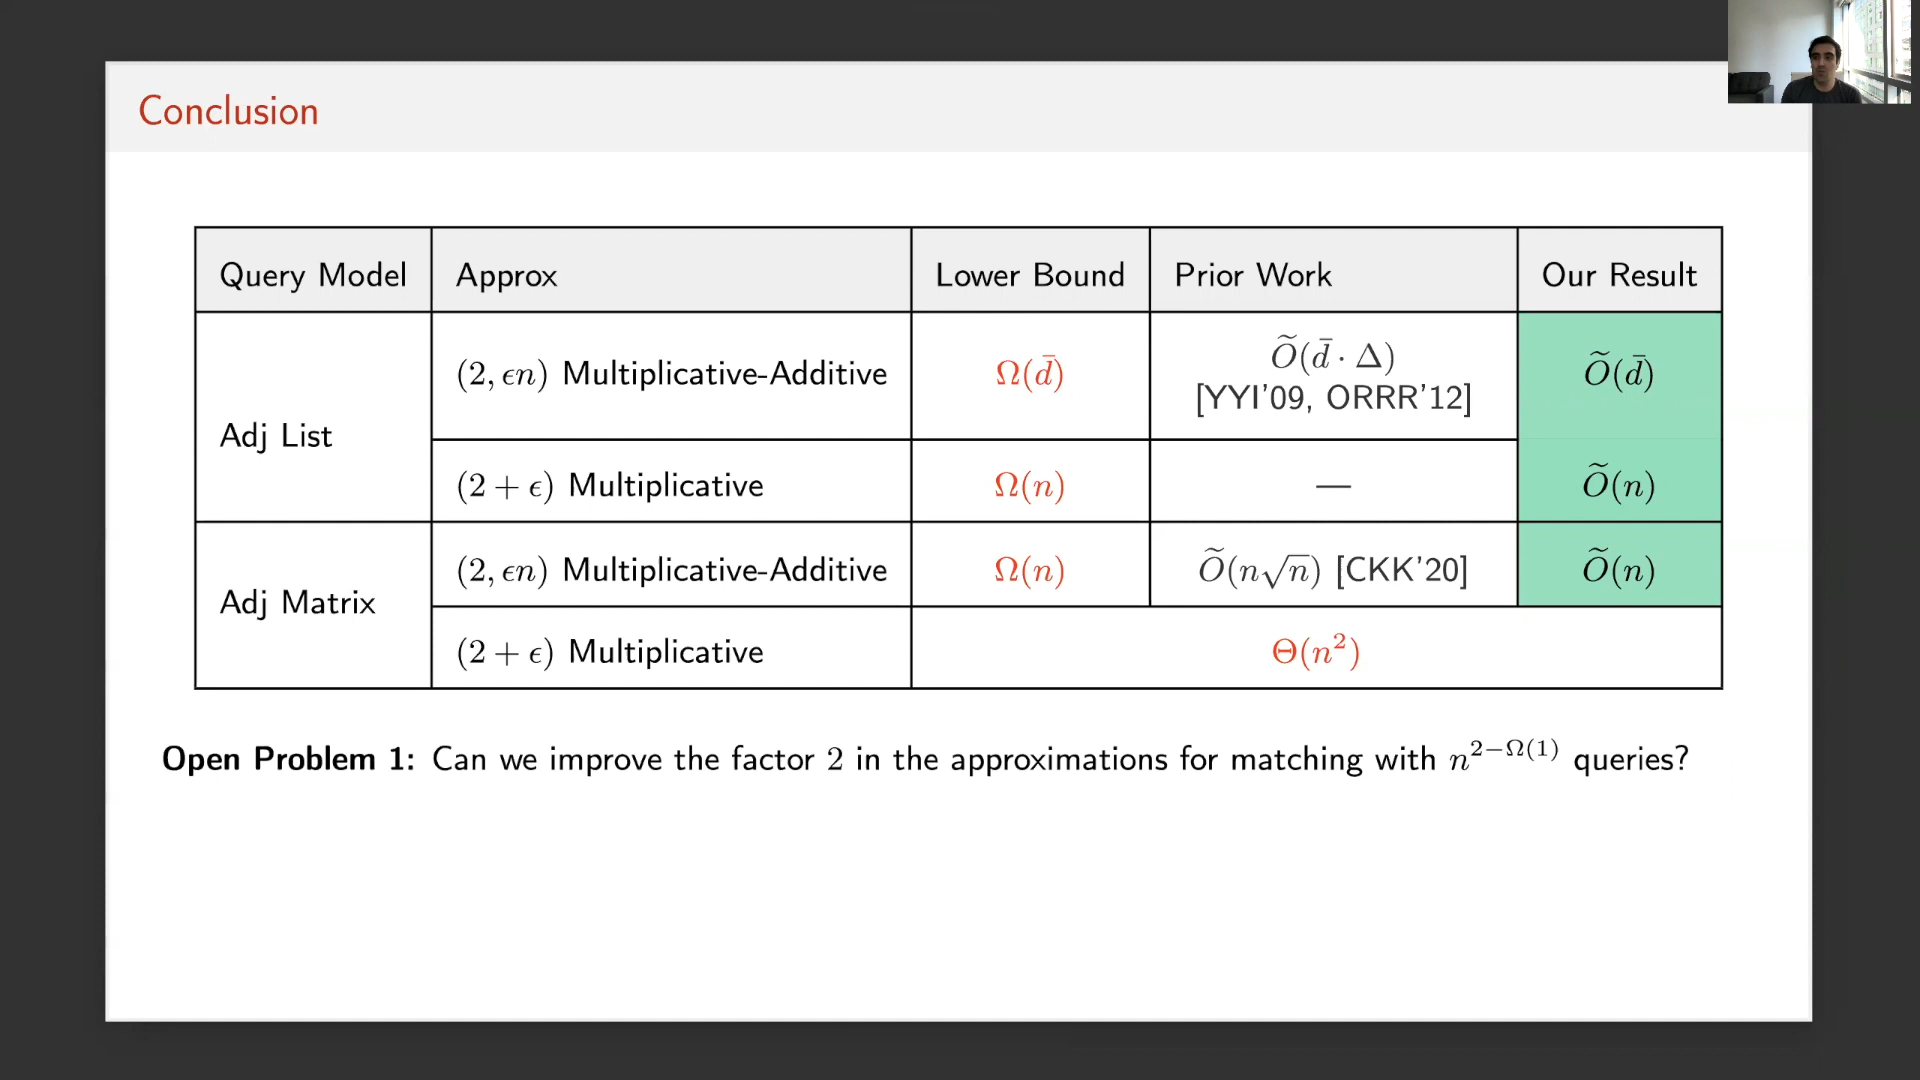 Conclusion
Query Model Approx Lower Bound Prior Work Our Result
Adj List
(2, ϵn) Multiplicative-Additive Ω(d̄) Õ(d̄ · Δ) [YYI'09, ORRR'12] Õ(d̄)
(2 + ϵ) Multiplicative Ω(n) — Õ(n)
Adj Matrix
(2, ϵn) Multiplicative-Additive Ω(n) Õ(n√n) [CKK'20] Õ(n)
(2 + ϵ) Multiplicative Θ(n²)
Open Problem 1: Can we improve the factor 2 in the approximations for matching with n^{2−Ω(1)} queries?